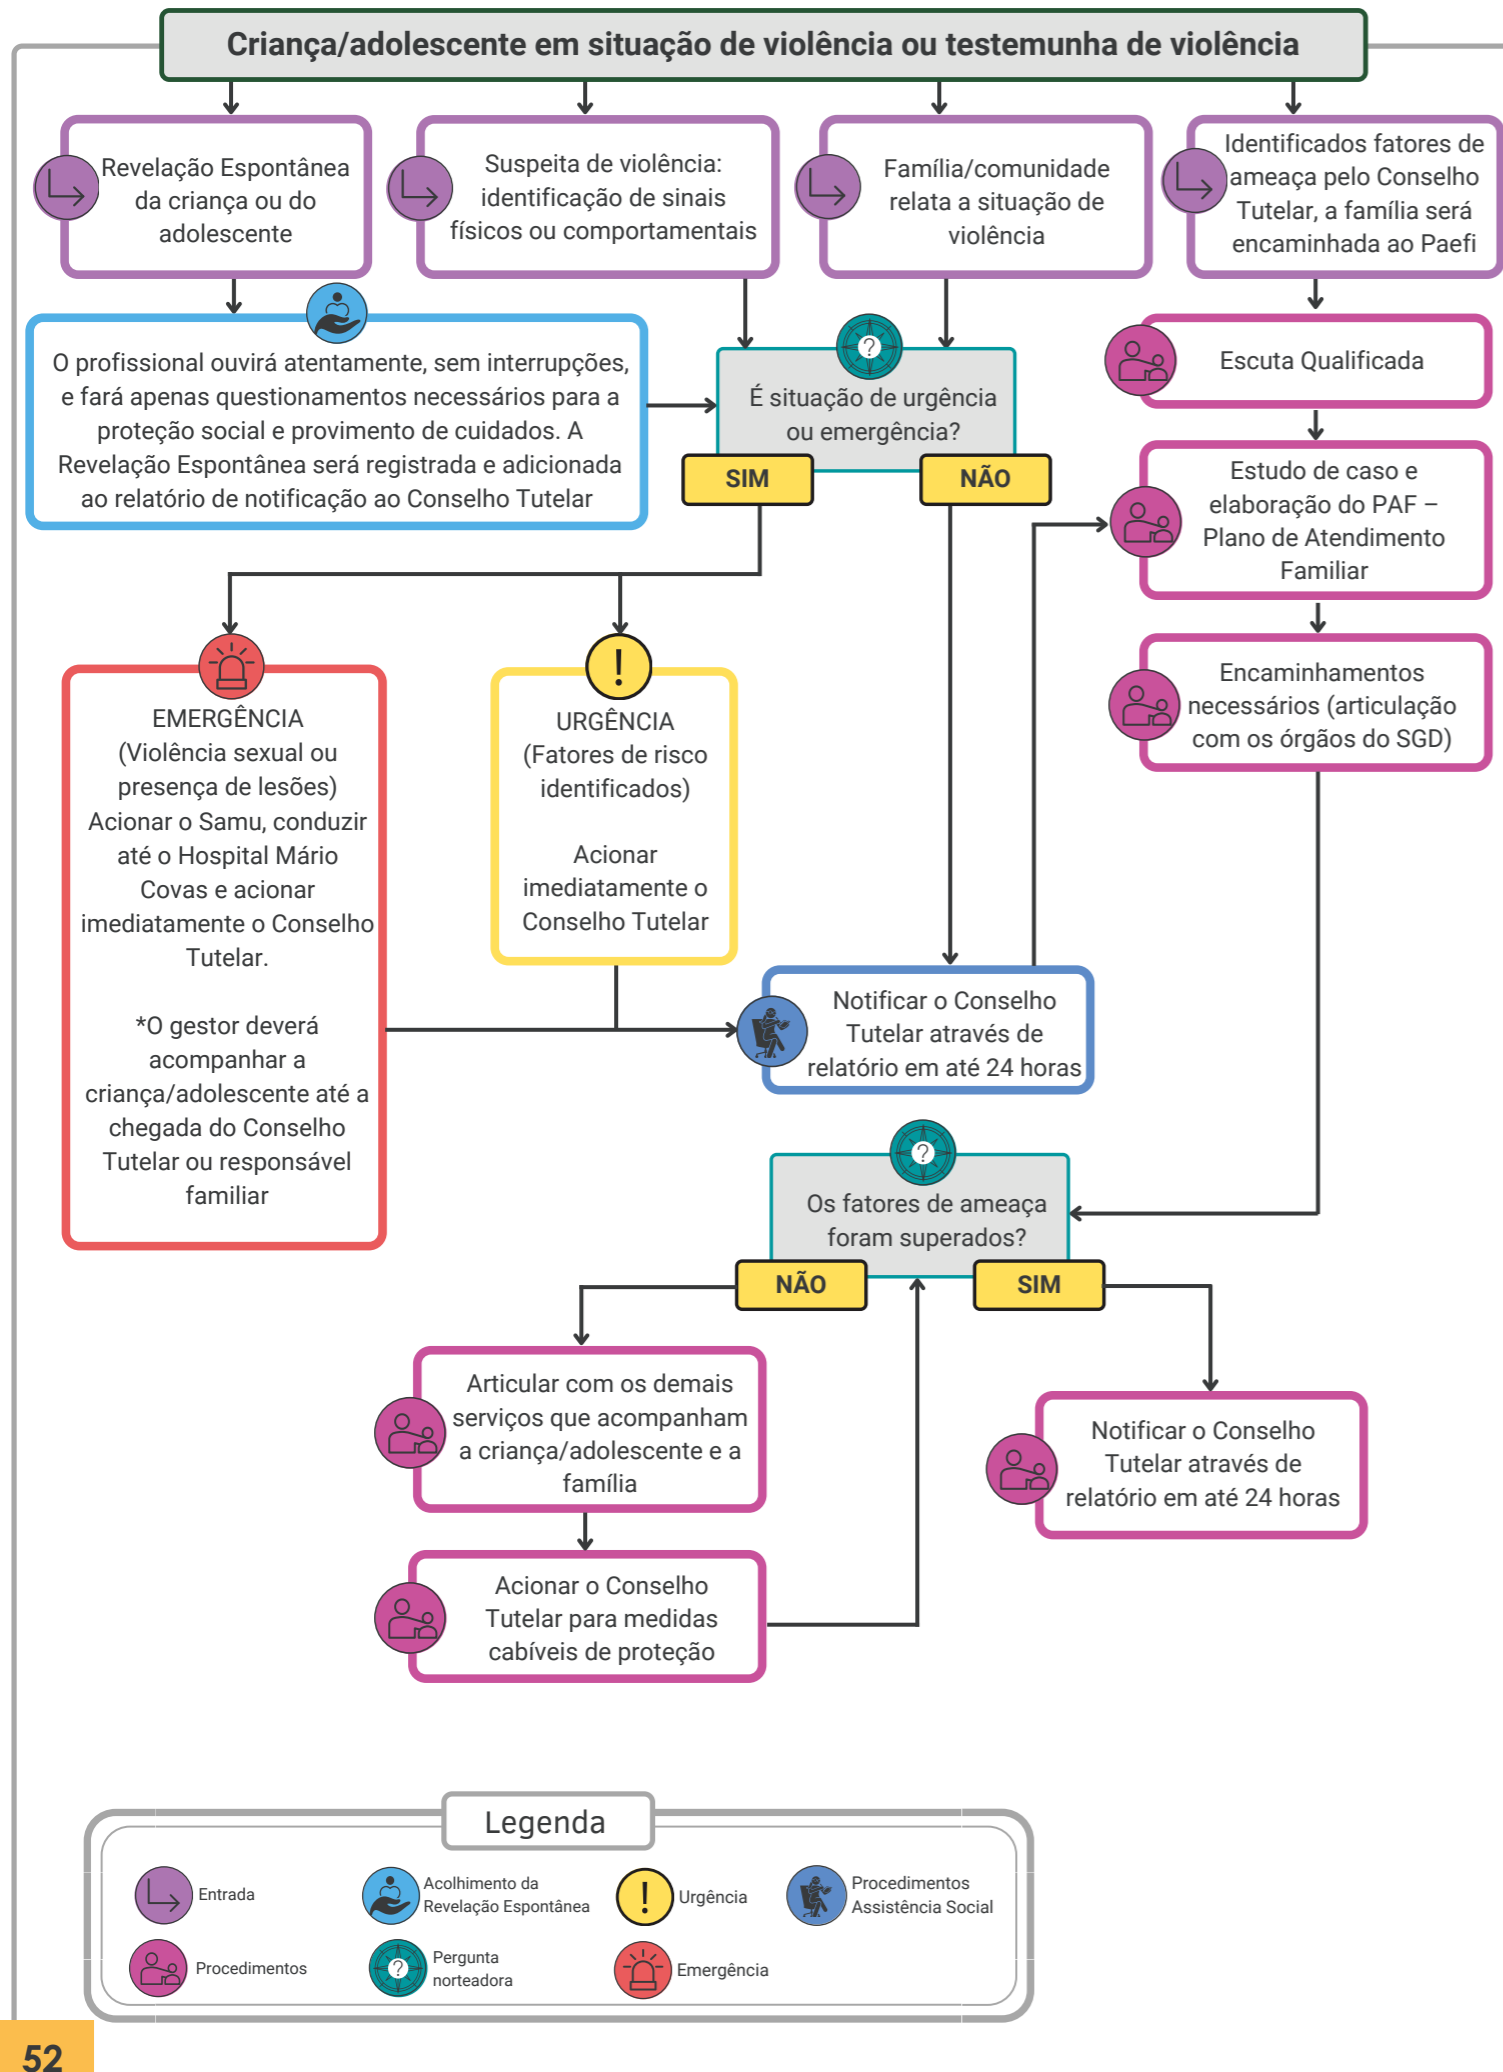 Criança/adolescente em situação de violência ou testemunha de violência
Revelação Espontânea
da criança ou do
adolescente
Suspeita de violência:
identificação de sinais
físicos ou comportamentais
Família/comunidade
relata a situação de
violência
Identificados fatores de
ameaça pelo Conselho
Tutelar, a família será
encaminhada ao Paefi
O profissional ouvirá atentamente, sem interrupções,
e fará apenas questionamentos necessários para a
proteção social e provimento de cuidados. A
Revelação Espontânea será registrada e adicionada
ao relatório de notificação ao Conselho Tutelar
?
É situação de urgência
ou emergência?
SIM
NÃO
Escuta Qualificada
Estudo de caso e
elaboração do PAF –
Plano de Atendimento
Familiar
Encaminhamentos
necessários (articulação
com os órgãos do SGD)
EMERGÊNCIA
(Violência sexual ou
presença de lesões)
Acionar o Samu, conduzir
até o Hospital Mário
Covas e acionar
imediatamente o Conselho
Tutelar.
*O gestor deverá
acompanhar a
criança/adolescente até a
chegada do Conselho
Tutelar ou responsável
familiar
!
URGÊNCIA
(Fatores de risco
identificados)
Acionar
imediatamente o
Conselho Tutelar
Notificar o Conselho
Tutelar através de
relatório em até 24 horas
?
Os fatores de ameaça
foram superados?
NÃO
SIM
Articular com os demais
serviços que acompanham
a criança/adolescente e a
família
Notificar o Conselho
Tutelar através de
relatório em até 24 horas
Acionar o Conselho
Tutelar para medidas
cabíveis de proteção
Legenda
Entrada
Acolhimento da
Revelação Espontânea
!
Urgência
Procedimentos
Assistência Social
Procedimentos
?
Pergunta
norteadora
Emergência
52